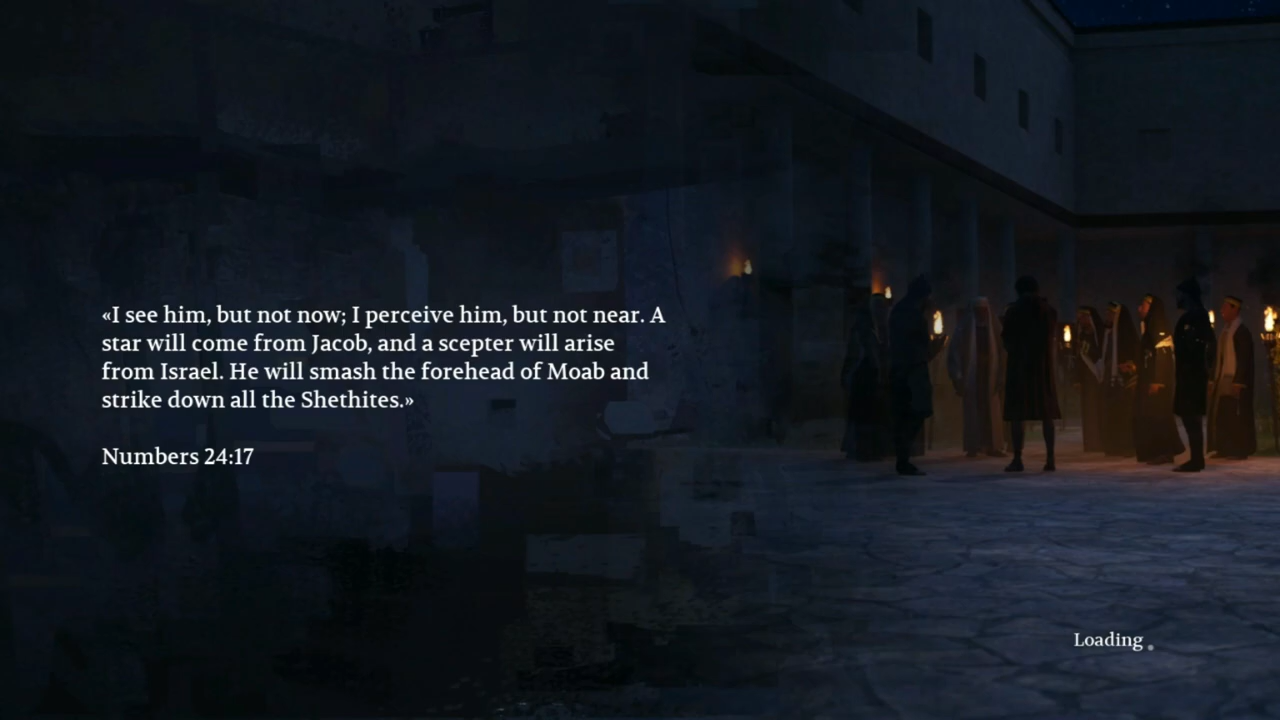 «I see him, but not now; I perceive him, but not near. A
star will come from Jacob, and a scepter will arise
from Israel. He will smash the forehead of Moab and
strike down all the Shethites.»
Numbers 24:17
Loading